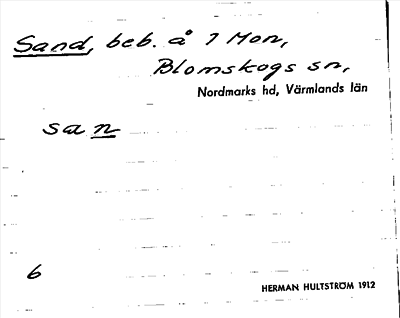 Sand, beb. å 7 Mon,
Blomskogs sn,
Nordmarks hd, Värmlands län
san
6
HERMAN HULTSTRÖM 1912